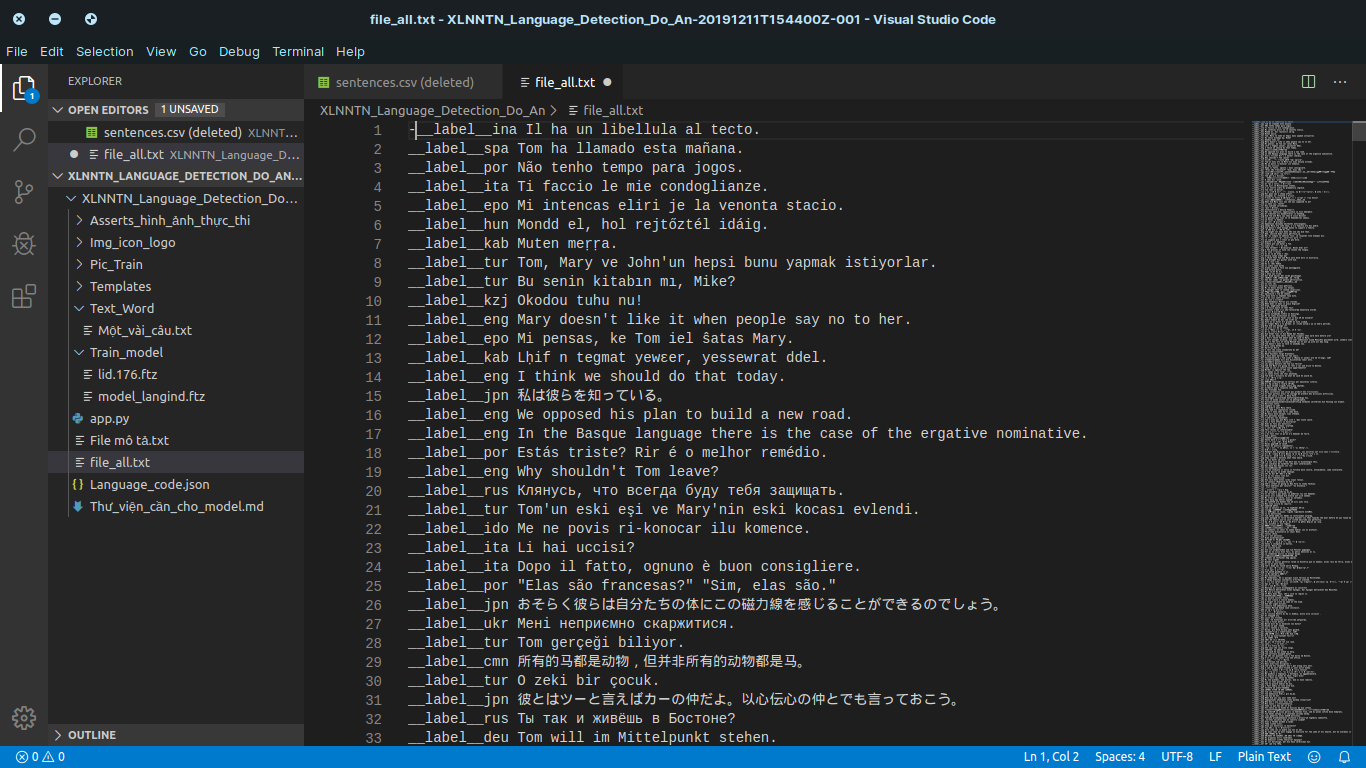 file_all.txt - XLNNTN_Language_Detection_Do_An-20191211T154400Z-001 - Visual Studio Code
File Edit Selection View Go Debug Terminal Help
EXPLORER
1
OPEN EDITORS 1 UNSAVED
sentences.csv (deleted) XLNNT...
file_all.txt XLNNTN_Language_D...
XLNNTN_LANGUAGE_DETECTION_DO_AN...
XLNNTN_Language_Detection_Do...
Asserts_hình_ảnh_thực_thi
Img_icon_logo
Pic_Train
Templates
Text_Word
Một_vài_câu.txt
Train_model
lid.176.ftz
model_langind.ftz
app.py
File mô tả.txt
file_all.txt
Language_code.json
Thư_viện_cần_cho_model.md
OUTLINE
sentences.csv (deleted) file_all.txt
XLNNTN_Language_Detection_Do_An > file_all.txt
1 -__label__ina Il ha un libellula al tecto.
2 __label__spa Tom ha llamado esta mañana.
3 __label__por Não tenho tempo para jogos.
4 __label__ita Ti faccio le mie condoglianze.
5 __label__epo Mi intencas eliri je la venonta stacio.
6 __label__hun Mondd el, hol rejtőztél idáig.
7 __label__kab Muten meṛṛa.
8 __label__tur Tom, Mary ve John'un hepsi bunu yapmak istiyorlar.
9 __label__tur Bu senin kitabın mı, Mike?
10 __label__kzj Okodou tuhu nu!
11 __label__eng Mary doesn't like it when people say no to her.
12 __label__epo Mi pensas, ke Tom iel ŝatas Mary.
13 __label__kab Lḥif n tegmat yewɛer, yessewrat ddel.
14 __label__eng I think we should do that today.
15 __label__jpn 私は彼らを知っている。
16 __label__eng We opposed his plan to build a new road.
17 __label__eng In the Basque language there is the case of the ergative nominative.
18 __label__por Estás triste? Rir é o melhor remédio.
19 __label__eng Why shouldn't Tom leave?
20 __label__rus Клянусь, что всегда буду тебя защищать.
21 __label__tur Tom'un eski eşi ve Mary'nin eski kocası evlendi.
22 __label__ido Me ne povis ri-konocar ilu komence.
23 __label__ita Li hai uccisi?
24 __label__ita Dopo il fatto, ognuno è buon consigliere.
25 __label__por "Elas são francesas?" "Sim, elas são."
26 __label__jpn おそらく彼らは自分たちの体にこの磁力線を感じることができるのでしょう。
27 __label__ukr Мені неприємно скаржитися.
28 __label__tur Tom gerçeği biliyor.
29 __label__cmn 所有的马都是动物，但并非所有的动物都是马。
30 __label__tur O zeki bir çocuk.
31 __label__jpn 彼とはツーと言えばカーの仲だよ。以心伝心の仲とでも言っておこう。
32 __label__rus Ты так и живёшь в Бостоне?
33 __label__deu Tom will im Mittelpunkt stehen.
0 0 Ln 1, Col 2 Spaces: 4 UTF-8 LF Plain Text